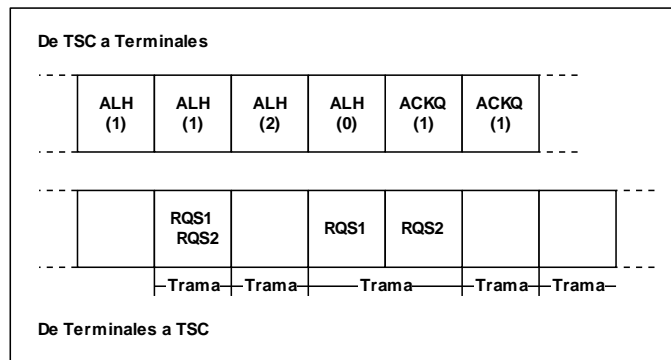 De TSC a Terminales
ALH ALH ALH ALH ACKQ ACKQ
(1) (1) (2) (0) (1) (1)
RQS1
RQS2
RQS1 RQS2
Trama Trama Trama Trama Trama
De Terminales a TSC